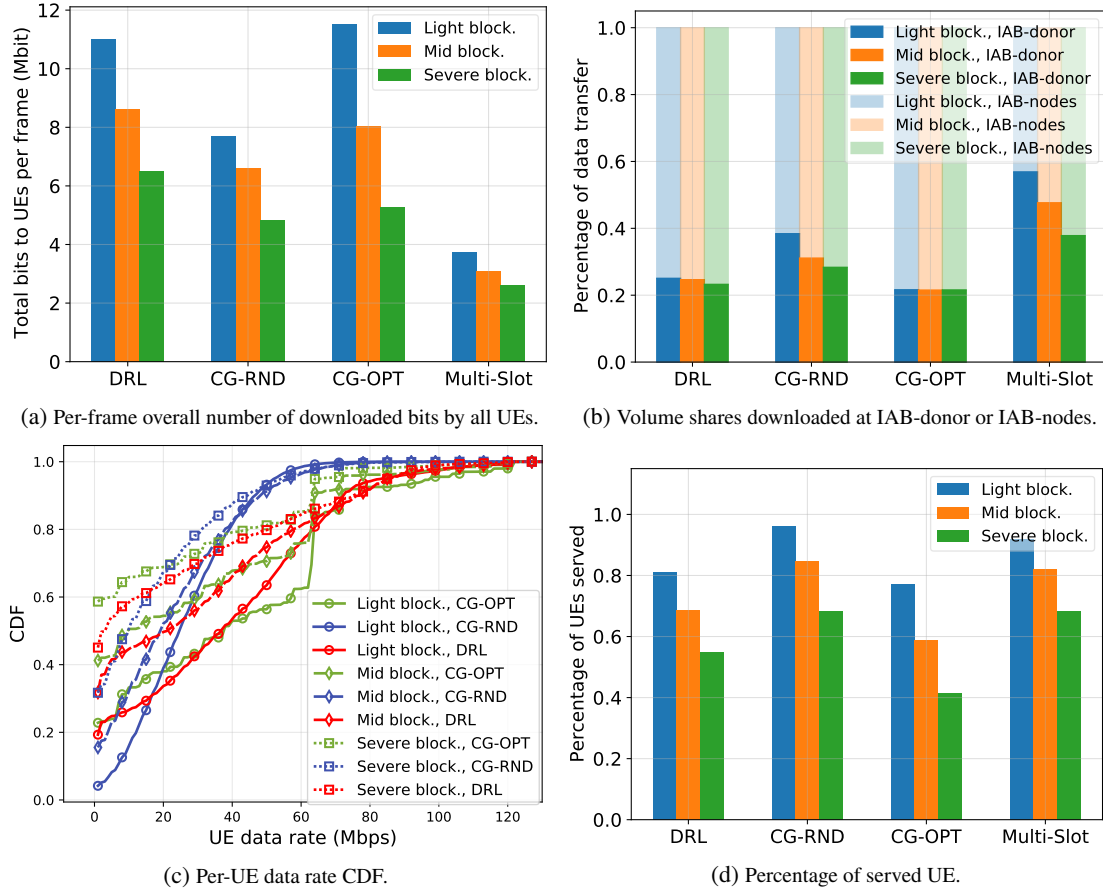 Total bits to UEs per frame (Mbit)
12
10
8
6
4
2
0
Light block.
Mid block.
Severe block.
DRL
CG-RND
CG-OPT
Multi-Slot
(a) Per-frame overall number of downloaded bits by all UEs.
Percentage of data transfer
1.0
0.8
0.6
0.4
0.2
0.0
Light block., IAB-donor
Mid block., IAB-donor
Severe block., IAB-donor
Light block., IAB-nodes
Mid block., IAB-nodes
Severe block., IAB-nodes
DRL
CG-RND
CG-OPT
Multi-Slot
(b) Volume shares downloaded at IAB-donor or IAB-nodes.
CDF
1.0
0.8
0.6
0.4
0.2
0.0
Light block., CG-OPT
Light block., CG-RND
Light block., DRL
Mid block., CG-OPT
Mid block., CG-RND
Mid block., DRL
Severe block., CG-OPT
Severe block., CG-RND
Severe block., DRL
0
20
40
60
80
100
120
UE data rate (Mbps)
(c) Per-UE data rate CDF.
Percentage of UEs served
1.0
0.8
0.6
0.4
0.2
0.0
Light block.
Mid block.
Severe block.
DRL
CG-RND
CG-OPT
Multi-Slot
(d) Percentage of served UE.